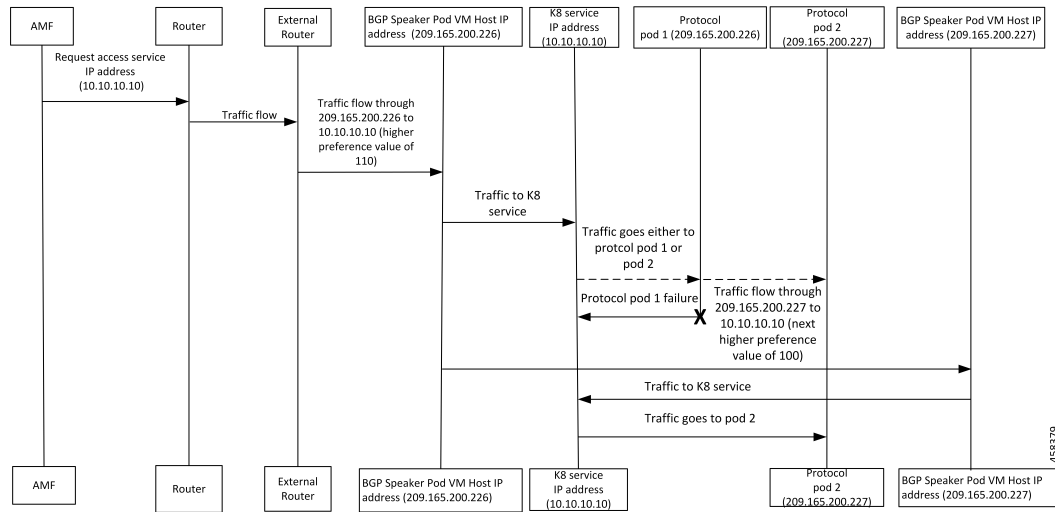 AMF
Router
External
Router
BGP Speaker Pod VM Host IP
address (209.165.200.226)
K8 service
IP address
(10.10.10.10)
Protocol
pod 1 (209.165.200.226)
Protocol
pod 2
(209.165.200.227)
BGP Speaker Pod VM Host IP
address (209.165.200.227)
Request access service
IP address
(10.10.10.10)
Traffic flow
Traffic flow through
209.165.200.226 to
10.10.10.10 (higher
preference value of
110)
Traffic to K8
service
Traffic goes either to
protcol pod 1 or
pod 2
Protocol pod 1 failure
X
Traffic flow through
209.165.200.227 to
10.10.10.10 (next
higher preference
value of 100)
Traffic to K8 service
Traffic goes to pod 2
458379
AMF
Router
External
Router
BGP Speaker Pod VM Host IP
address (209.165.200.226)
K8 service
IP address
(10.10.10.10)
Protocol
pod 2
(209.165.200.227)
BGP Speaker Pod VM Host IP
address (209.165.200.227)